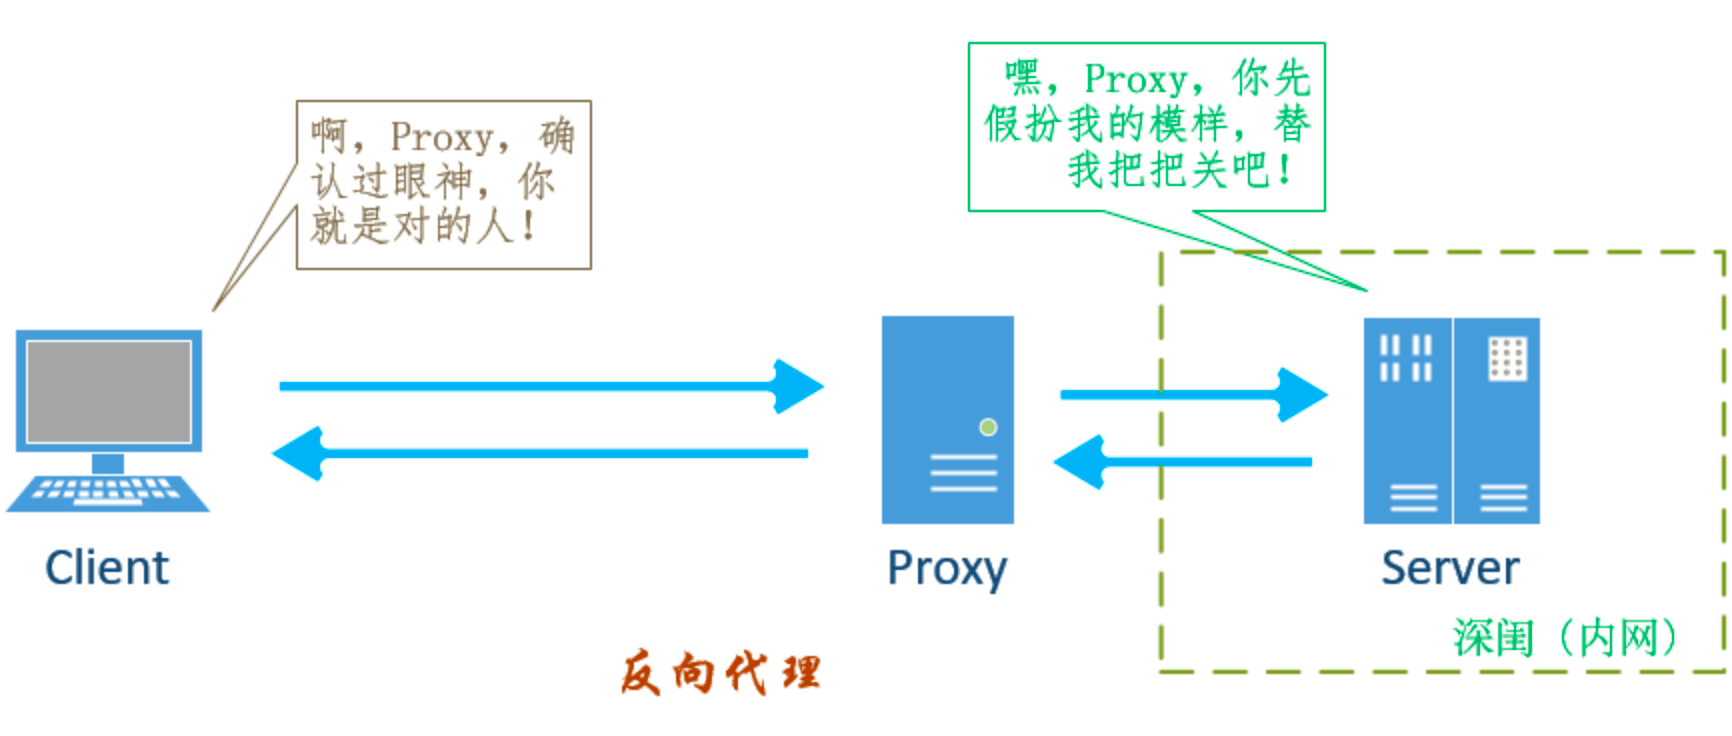 嘿，Proxy，你先
假扮我的模样，替
我把把关吧！
啊，Proxy，确
认过眼神，你
就是对的人！
Client
Proxy
Server
深闺（内网）
反向代理